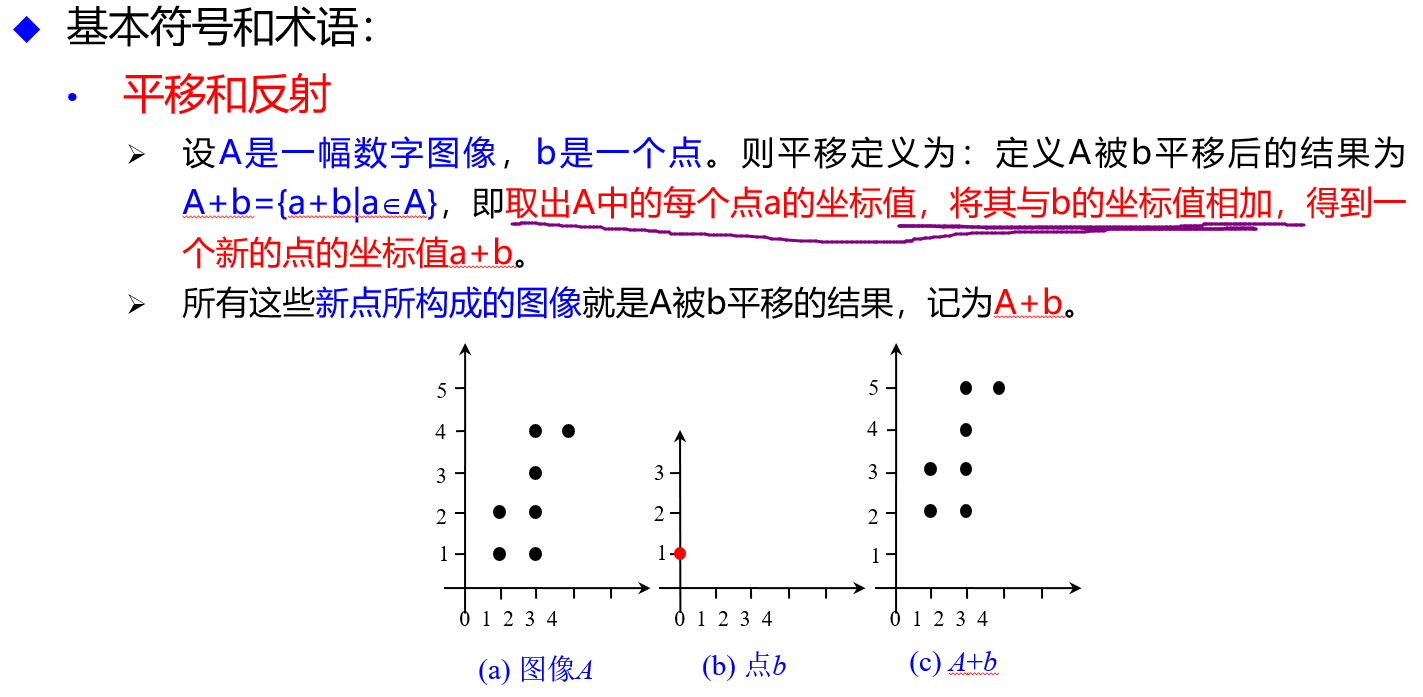 ◆ 基本符号和术语：
• 平移和反射
➢ 设A是一幅数字图像，b是一个点。则平移定义为：定义A被b平移后的结果为
A+b={a+b|a∈A}，即取出A中的每个点a的坐标值，将其与b的坐标值相加，得到一
个新的点的坐标值a+b。
➢ 所有这些新点所构成的图像就是A被b平移的结果，记为A+b。
5
4
3
2
1
0 1 2 3 4
(a) 图像A
3
2
1
0 1 2 3 4
(b) 点b
5
4
3
2
1
0 1 2 3 4
(c) A+b